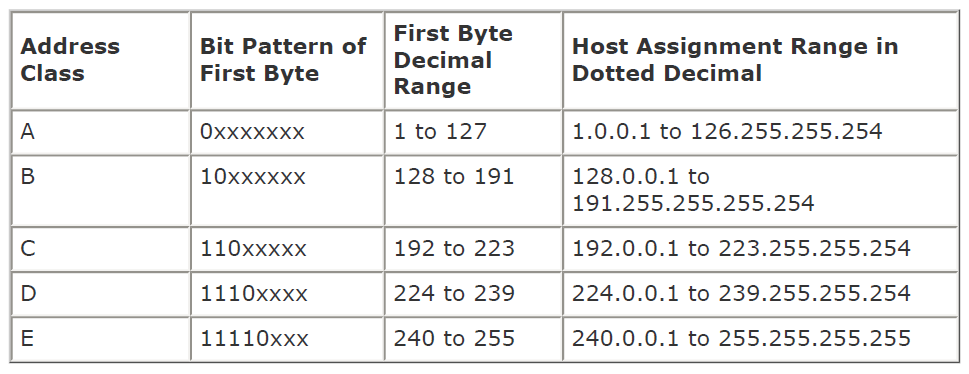 Address Class
Bit Pattern of First Byte
First Byte Decimal Range
Host Assignment Range in Dotted Decimal
A
0xxxxxxx
1 to 127
1.0.0.1 to 126.255.255.254
B
10xxxxxx
128 to 191
128.0.0.1 to
191.255.255.255.254
C
110xxxxx
192 to 223
192.0.0.1 to 223.255.255.254
D
1110xxxx
224 to 239
224.0.0.1 to 239.255.255.254
E
11110xxx
240 to 255
240.0.0.1 to 255.255.255.255